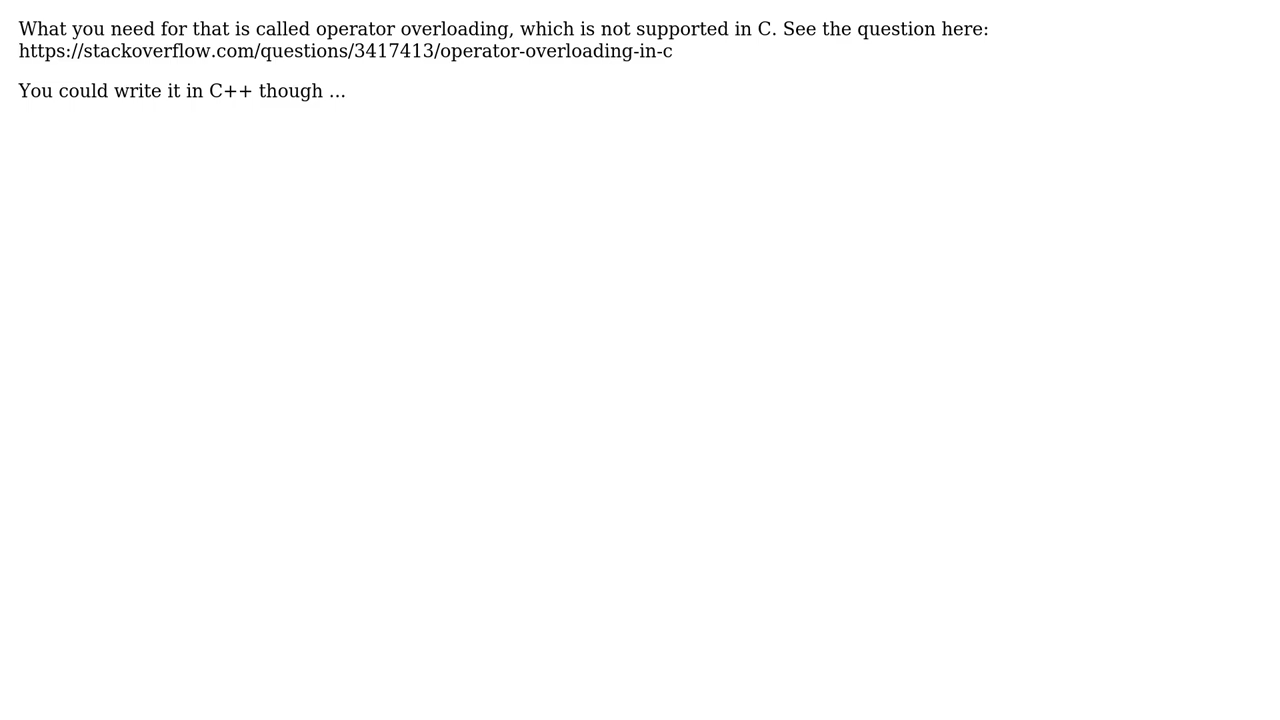 What you need for that is called operator overloading, which is not supported in C. See the question here:
https://stackoverflow.com/questions/3417413/operator-overloading-in-c
You could write it in C++ though ...